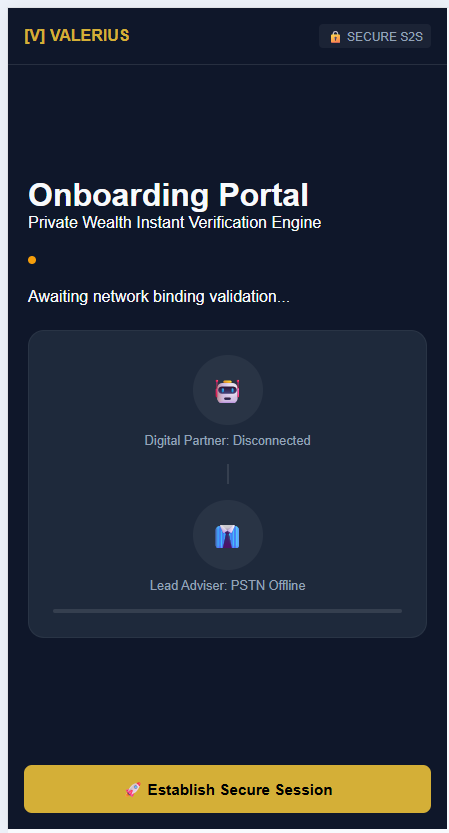 [V] VALERIUS
🔒 SECURE S2S
Onboarding Portal
Private Wealth Instant Verification Engine
Awaiting network binding validation...
Digital Partner: Disconnected
Lead Adviser: PSTN Offline
🚀 Establish Secure Session